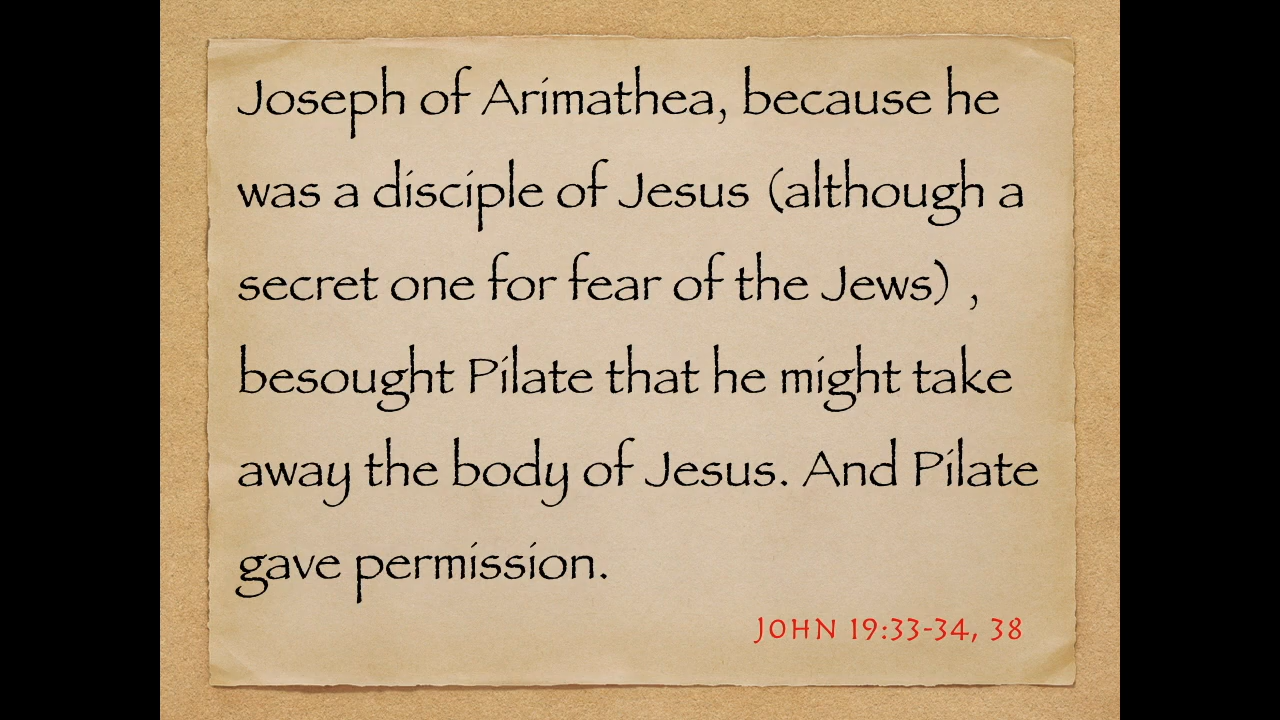 Joseph of Arimathea, because he
was a disciple of Jesus (although a
secret one for fear of the Jews) ,
besought Pilate that he might take
away the body of Jesus. And Pilate
gave permission.
JOHN 19:33-34, 38